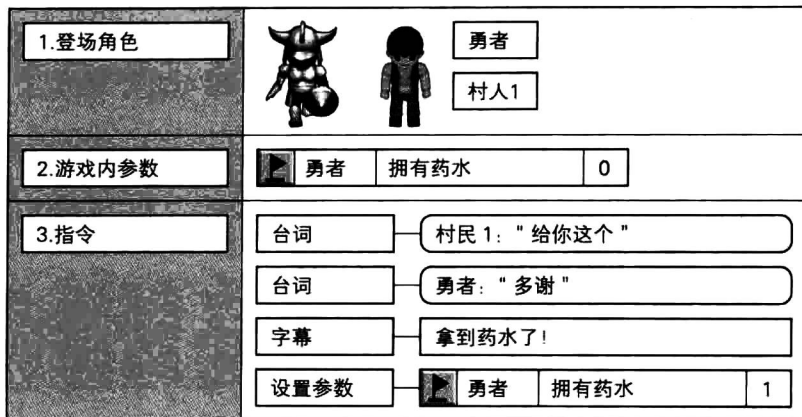 1.登场角色
勇者
村人1
2.游戏内参数
勇者 拥有药水 0
3.指令
台词 村民1："给你这个"
台词 勇者："多谢"
字幕 拿到药水了!
设置参数 勇者 拥有药水 1